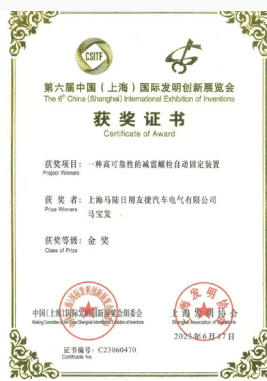 CSITF
第六届中国(上海)国际发明创新展览会
The 6th China (Shanghai) International Exhibition of Inventions
获奖证书
Certificate of Award
获奖项目: 一种高可靠性的减震螺栓自动固定装置
Project Winners
获 奖 者: 上海马陆日用友捷汽车电气有限公司
Prize Winners
马宝发
获奖等级: 金奖
Class of Prize
中国(上海)国际发明创新展览会组委会
上海发明协会
Shanghai Association of Inventions
2023年6月17日
证书编号: C23060470
Certificate No.